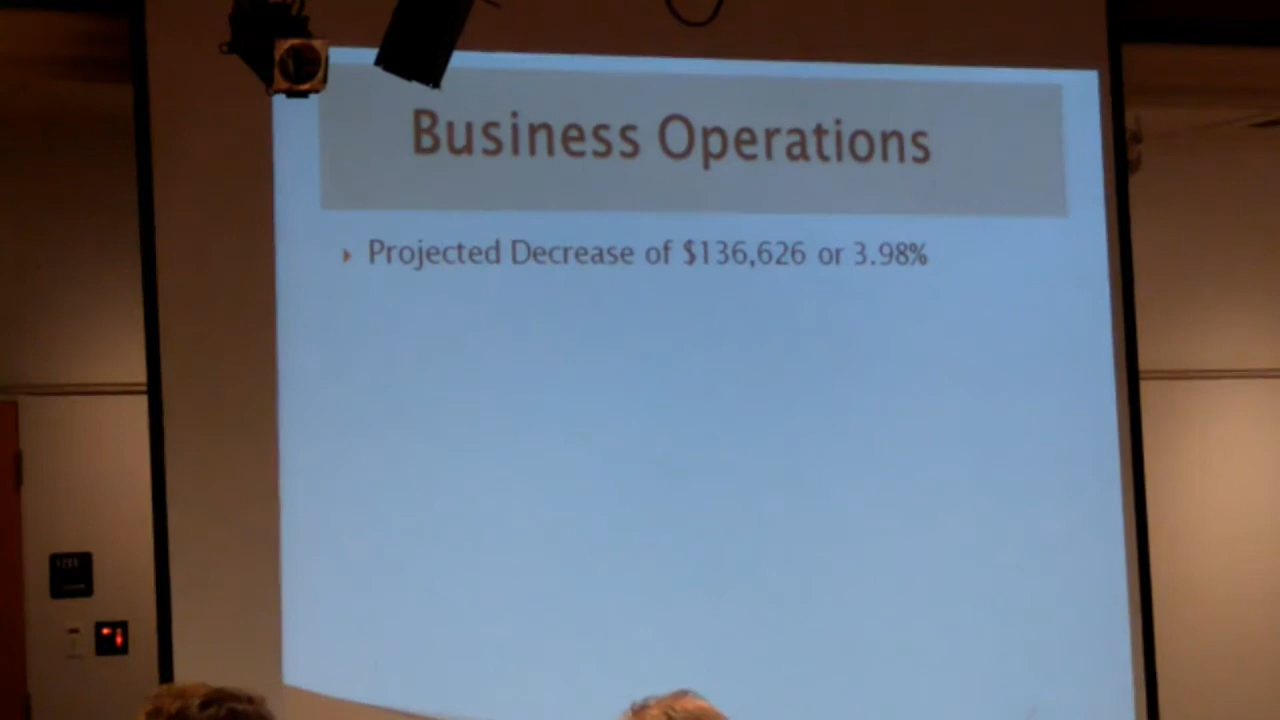 Business Operations
Projected Decrease of $136,626 or 3.98%